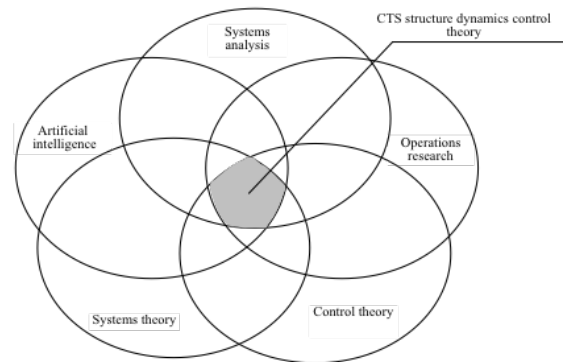 CTS structure dynamics control
theory
Systems
analysis
Artificial
intelligence
Operations
research
Systems theory
Control theory